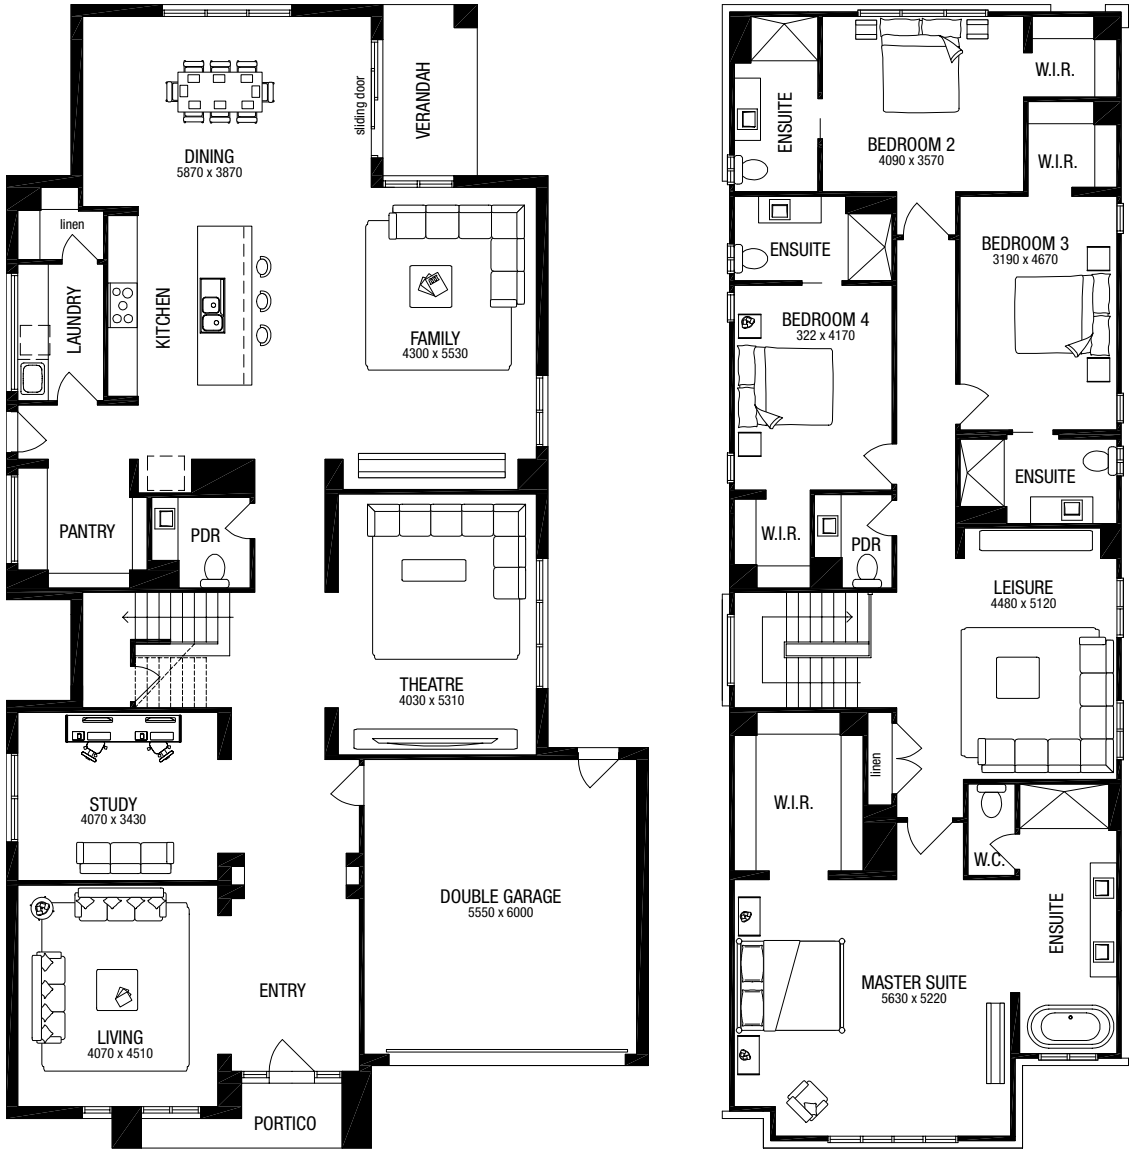 DINING
5870 x 3870
sliding door
VERANDAH
linen
LAUNDRY
KITCHEN
FAMILY
4300 x 5530
PANTRY
PDR
THEATRE
4030 x 5310
STUDY
4070 x 3430
DOUBLE GARAGE
5550 x 6000
ENTRY
LIVING
4070 x 4510
PORTICO
ENSUITE
BEDROOM 2
4090 x 3570
W.I.R.
W.I.R.
ENSUITE
BEDROOM 3
3190 x 4670
BEDROOM 4
322 x 4170
ENSUITE
W.I.R.
PDR
LEISURE
4480 x 5120
linen
W.I.R.
W.C.
ENSUITE
MASTER SUITE
5630 x 5220